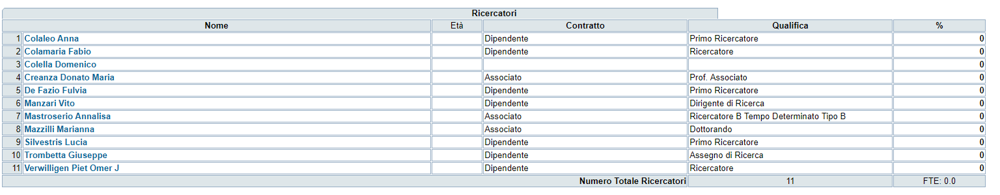 Ricercatori
Nome Età Contratto Qualifica %
1 Colaleo Anna Dipendente Primo Ricercatore 0
2 Colamaria Fabio Dipendente Ricercatore 0
3 Colella Domenico 0
4 Creanza Donato Maria Associato Prof. Associato 0
5 De Fazio Fulvia Dipendente Primo Ricercatore 0
6 Manzari Vito Dipendente Dirigente di Ricerca 0
7 Mastroserio Annalisa Associato Ricercatore B Tempo Determinato Tipo B 0
8 Mazzilli Marianna Associato Dottorando 0
9 Silvestris Lucia Dipendente Primo Ricercatore 0
10 Trombetta Giuseppe Dipendente Assegno di Ricerca 0
11 Verwilligen Piet Omer J Dipendente Ricercatore 0
Numero Totale Ricercatori 11 FTE: 0.0